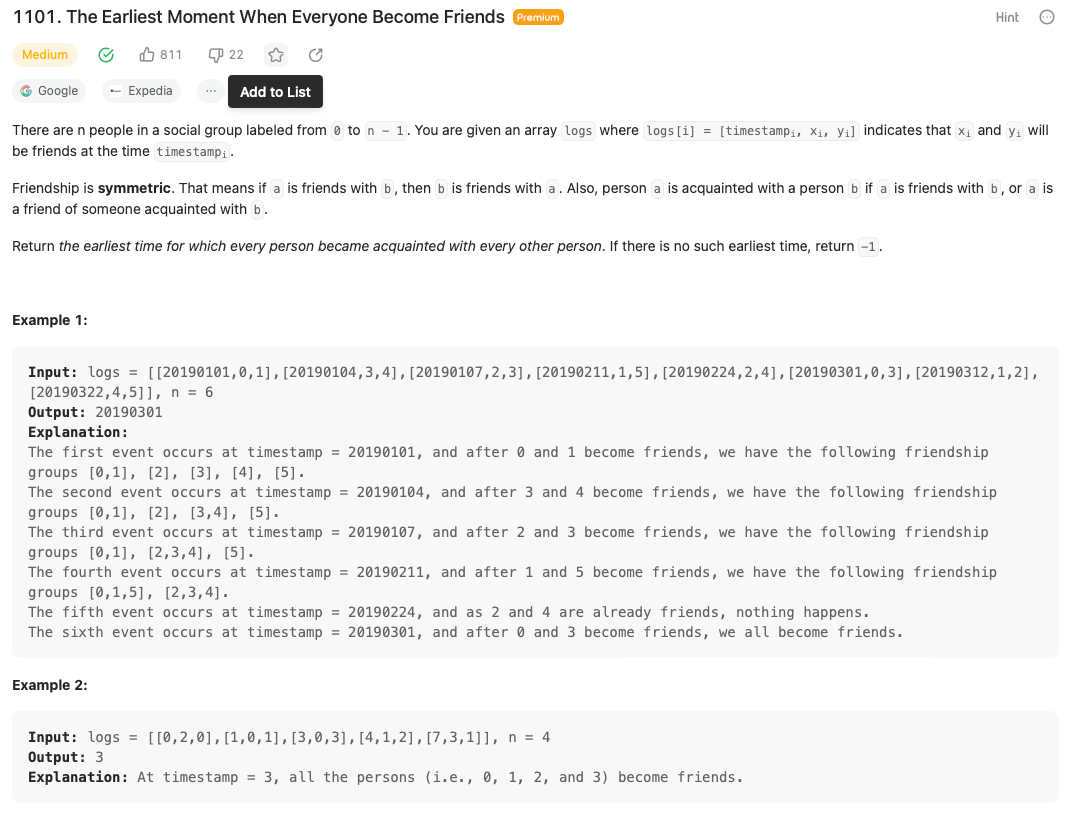 1101. The Earliest Moment When Everyone Become Friends Premium Hint
Medium 811 22
Google Expedia ... Add to List
There are n people in a social group labeled from 0 to n - 1. You are given an array logs where logs[i] = [timestampᵢ, xᵢ, yᵢ] indicates that xᵢ and yᵢ will
be friends at the time timestampᵢ.
Friendship is symmetric. That means if a is friends with b, then b is friends with a. Also, person a is acquainted with a person b if a is friends with b, or a is
a friend of someone acquainted with b.
Return the earliest time for which every person became acquainted with every other person. If there is no such earliest time, return -1.
Example 1:
Input: logs = [[20190101,0,1],[20190104,3,4],[20190107,2,3],[20190211,1,5],[20190224,2,4],[20190301,0,3],[20190312,1,2],
[20190322,4,5]], n = 6
Output: 20190301
Explanation:
The first event occurs at timestamp = 20190101, and after 0 and 1 become friends, we have the following friendship
groups [0,1], [2], [3], [4], [5].
The second event occurs at timestamp = 20190104, and after 3 and 4 become friends, we have the following friendship
groups [0,1], [2], [3,4], [5].
The third event occurs at timestamp = 20190107, and after 2 and 3 become friends, we have the following friendship
groups [0,1], [2,3,4], [5].
The fourth event occurs at timestamp = 20190211, and after 1 and 5 become friends, we have the following friendship
groups [0,1,5], [2,3,4].
The fifth event occurs at timestamp = 20190224, and as 2 and 4 are already friends, nothing happens.
The sixth event occurs at timestamp = 20190301, and after 0 and 3 become friends, we all become friends.
Example 2:
Input: logs = [[0,2,0],[1,0,1],[3,0,3],[4,1,2],[7,3,1]], n = 4
Output: 3
Explanation: At timestamp = 3, all the persons (i.e., 0, 1, 2, and 3) become friends.